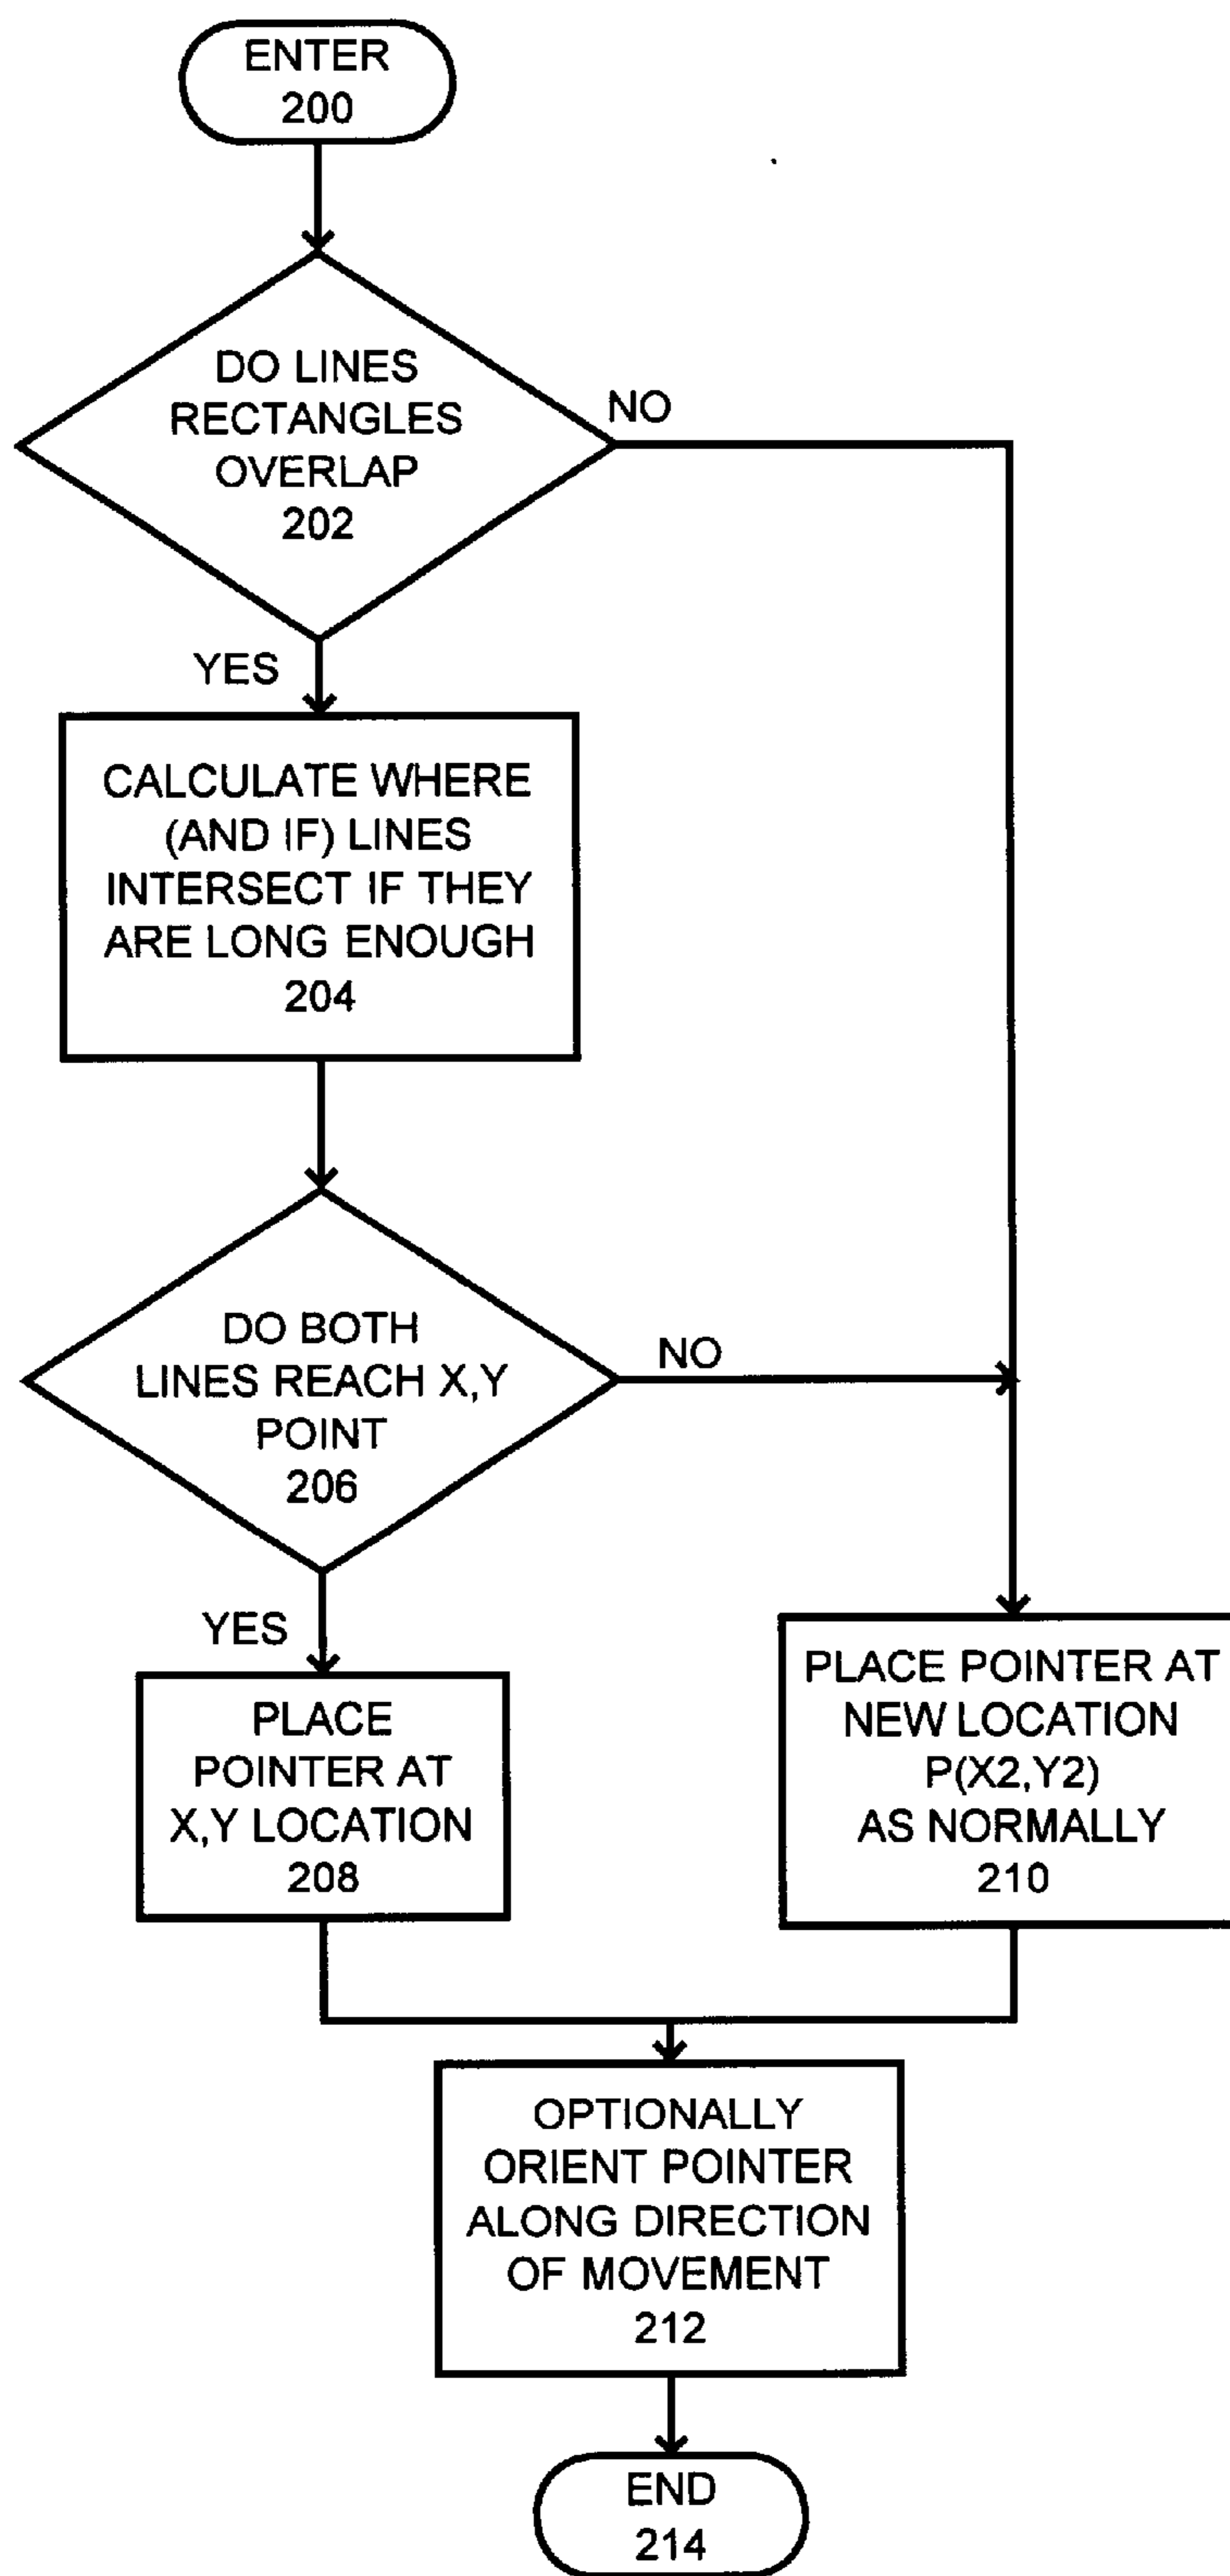 ENTER
200
DO LINES
RECTANGLES
OVERLAP
202
NO
YES
CALCULATE WHERE
(AND IF) LINES
INTERSECT IF THEY
ARE LONG ENOUGH
204
DO BOTH
LINES REACH X,Y
POINT
206
NO
YES
PLACE
POINTER AT
X,Y LOCATION
208
PLACE POINTER AT
NEW LOCATION
P(X2,Y2)
AS NORMALLY
210
OPTIONALLY
ORIENT POINTER
ALONG DIRECTION
OF MOVEMENT
212
END
214